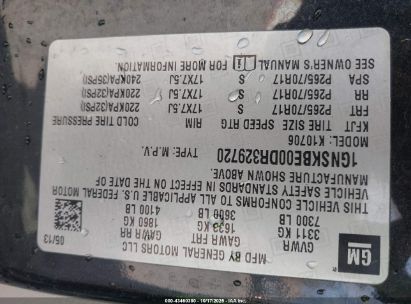 MFD BY GENERAL MOTORS LLC
05/13
GVWR GAWR FRT GAWR RR
3311 KG 1633 KG 1860 KG
7300 LB 3600 LB 4100 LB
THIS VEHICLE CONFORMS TO ALL APPLICABLE U.S. FEDERAL MOTOR
VEHICLE SAFETY STANDARDS IN EFFECT ON THE DATE OF
MANUFACTURE SHOWN ABOVE.
1GNSKBE00DR329720 TYPE: M.P.V.
MODEL: K10706
KFJT TIRE SIZE SPEED RTG RIM COLD TIRE PRESSURE
FRT P265/70R17 S 17X7.5J 220KPA(32PSI)
RR P265/70R17 S 17X7.5J 220KPA(32PSI)
SPA P265/70R17 S 17X7.5J 240KPA(35PSI)
SEE OWNER'S MANUAL FOR MORE INFORMATION.
GM